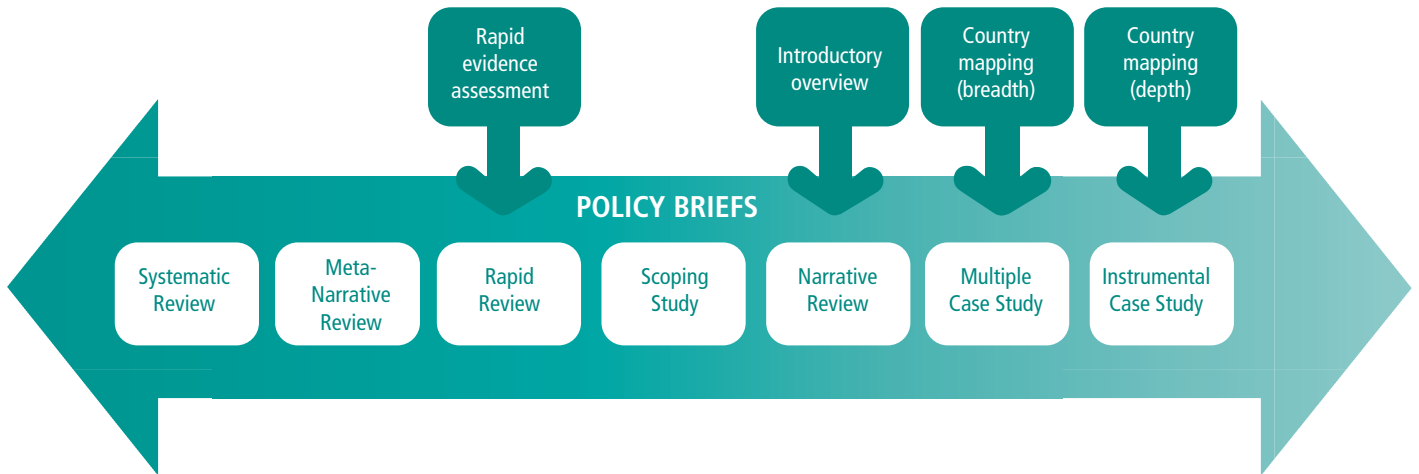 Rapid
evidence
assessment
Introductory
overview
Country
mapping
(breadth)
Country
mapping
(depth)
POLICY BRIEFS
Systematic
Review
Meta-
Narrative
Review
Rapid
Review
Scoping
Study
Narrative
Review
Multiple
Case Study
Instrumental
Case Study